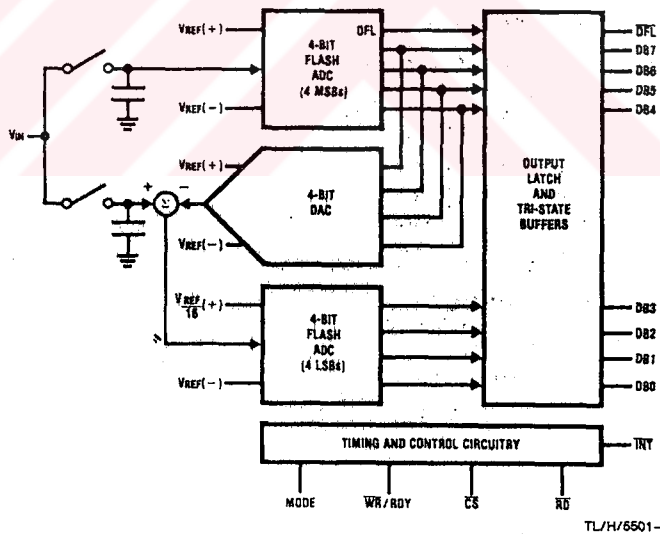 VREF(+)
4-BIT
FLASH
ADC
(4 MSBs)
OFL
VREF(-)
VIN
VREF(+)
4-BIT
DAC
VREF(-)
+
-
Σ
VREF/16 (+)
4-BIT
FLASH
ADC
(4 LSBs)
VREF(-)
OUTPUT
LATCH
AND
TRI-STATE
BUFFERS
OFL
DB7
DB6
DB5
DB4
DB3
DB2
DB1
DB0
TIMING AND CONTROL CIRCUITRY
INT
MODE
WR/RDY
CS
RD
TL/H/5501-